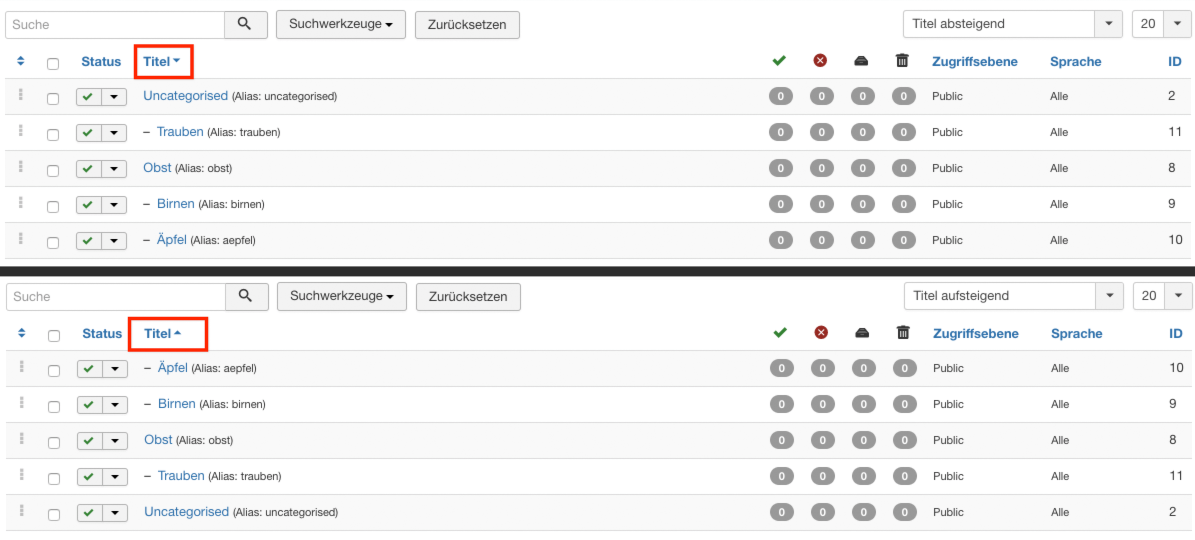 Suche Suchwerkzeuge Zurücksetzen Titel absteigend 20
Status Titel Zugriffsebene Sprache ID
Uncategorised (Alias: uncategorised) 0 0 0 0 Public Alle 2
– Trauben (Alias: trauben) 0 0 0 0 Public Alle 11
Obst (Alias: obst) 0 0 0 0 Public Alle 8
– Birnen (Alias: birnen) 0 0 0 0 Public Alle 9
– Äpfel (Alias: aepfel) 0 0 0 0 Public Alle 10
Suche Suchwerkzeuge Zurücksetzen Titel aufsteigend 20
Status Titel Zugriffsebene Sprache ID
– Äpfel (Alias: aepfel) 0 0 0 0 Public Alle 10
– Birnen (Alias: birnen) 0 0 0 0 Public Alle 9
Obst (Alias: obst) 0 0 0 0 Public Alle 8
– Trauben (Alias: trauben) 0 0 0 0 Public Alle 11
Uncategorised (Alias: uncategorised) 0 0 0 0 Public Alle 2